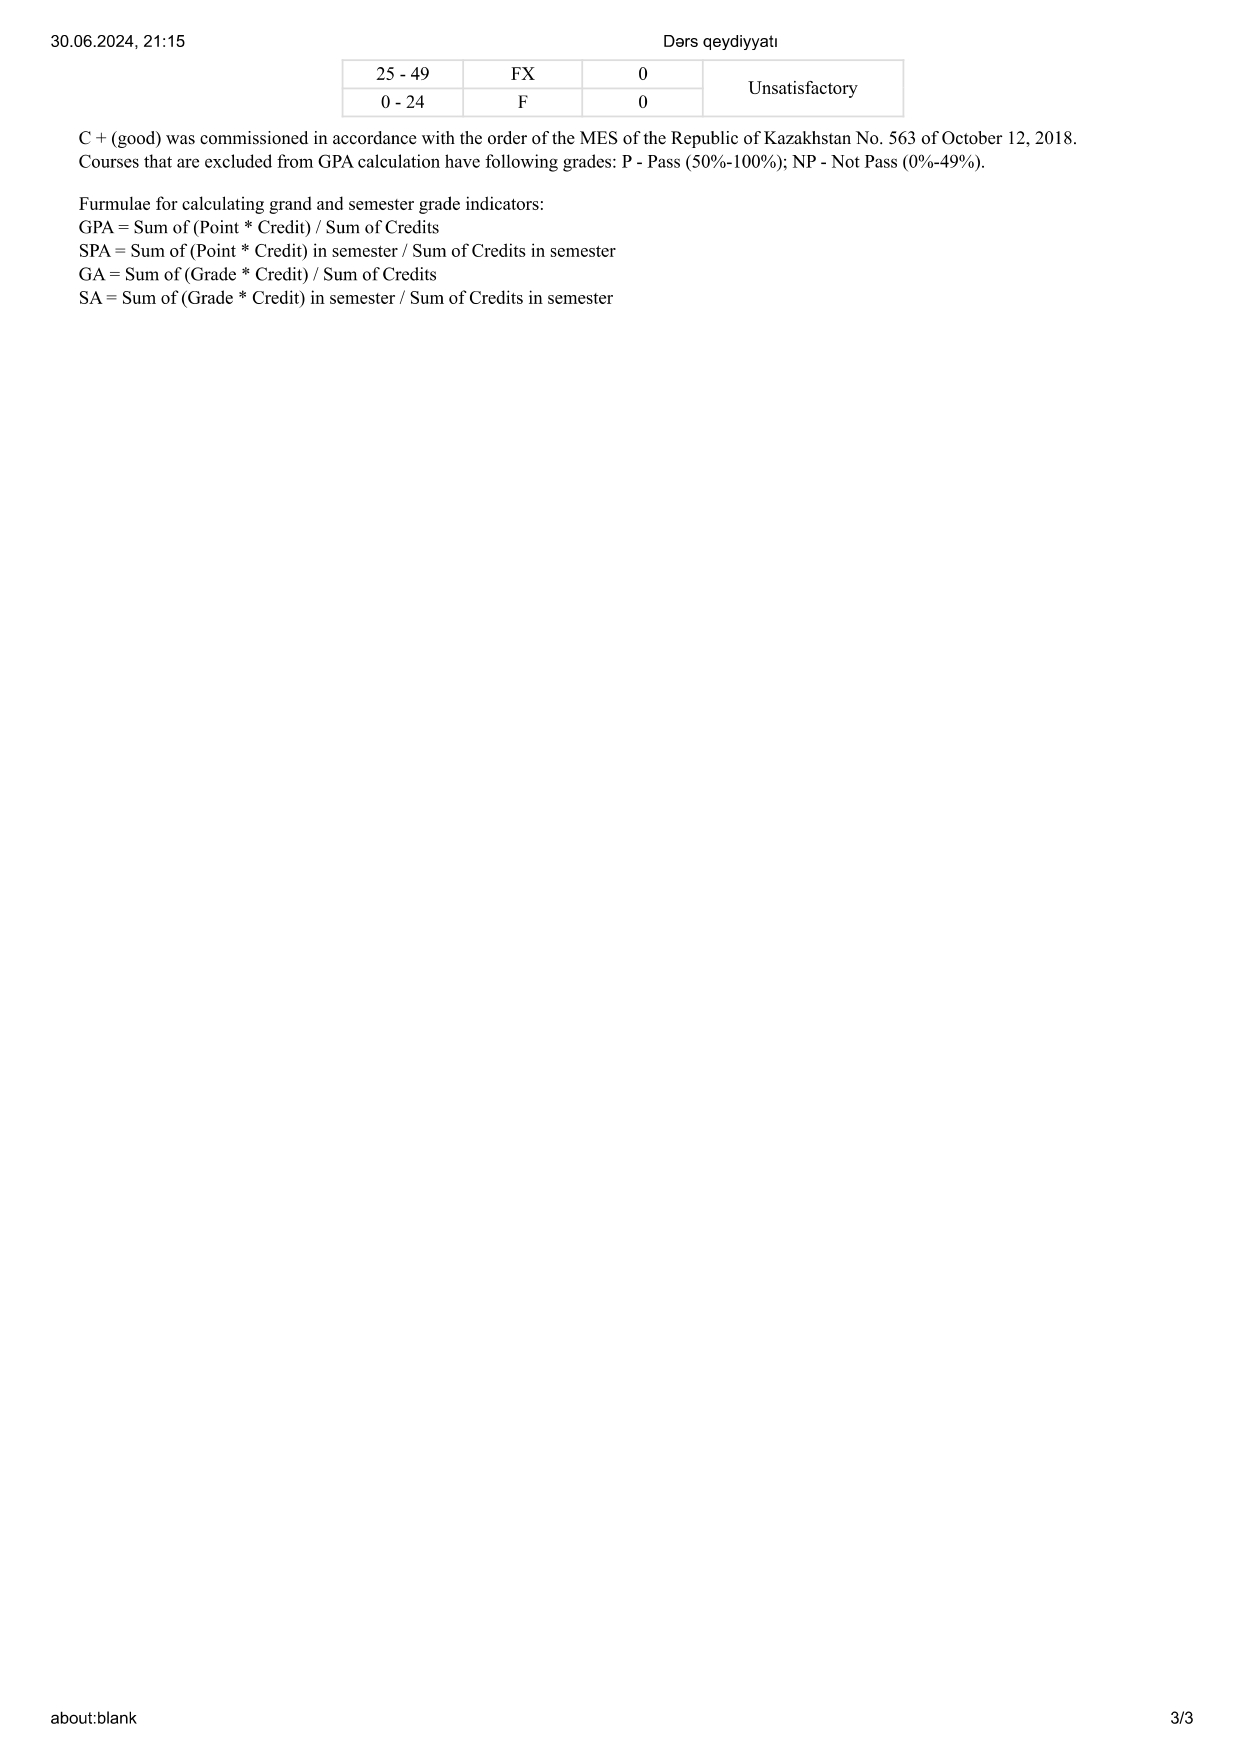 30.06.2024, 21:15 Dərs qeydiyyatı
25 - 49 FX 0 Unsatisfactory
0 - 24 F 0
C + (good) was commissioned in accordance with the order of the MES of the Republic of Kazakhstan No. 563 of October 12, 2018.
Courses that are excluded from GPA calculation have following grades: P - Pass (50%-100%); NP - Not Pass (0%-49%).
Furmulae for calculating grand and semester grade indicators:
GPA = Sum of (Point * Credit) / Sum of Credits
SPA = Sum of (Point * Credit) in semester / Sum of Credits in semester
GA = Sum of (Grade * Credit) / Sum of Credits
SA = Sum of (Grade * Credit) in semester / Sum of Credits in semester
about:blank 3/3